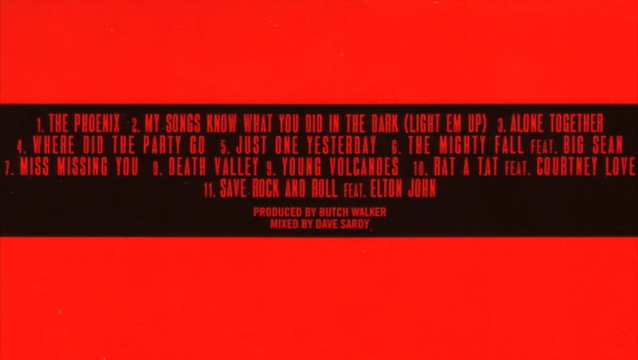 1. THE PHOENIX 2. MY SONGS KNOW WHAT YOU DID IN THE DARK (LIGHT EM UP) 3. ALONE TOGETHER
4. WHERE DID THE PARTY GO 5. JUST ONE YESTERDAY 6. THE MIGHTY FALL FEAT. BIG SEAN
7. MISS MISSING YOU 8. DEATH VALLEY 9. YOUNG VOLCANOES 10. RAT A TAT FEAT. COURTNEY LOVE
11. SAVE ROCK AND ROLL FEAT. ELTON JOHN
PRODUCED BY BUTCH WALKER
MIXED BY DAVE SARDY